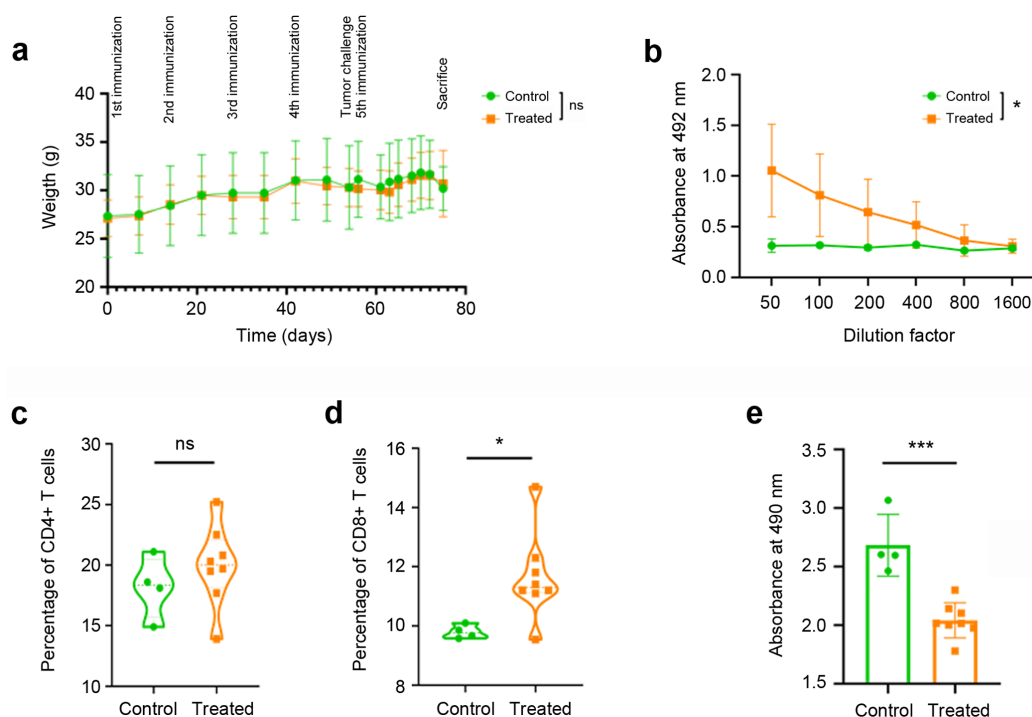 a
1st immunization
2nd immunization
3rd immunization
4th immunization
Tumor challenge
5th immunization
Sacrifice
Control
Treated
ns
Weigth (g)
40
35
30
25
20
0
20
40
60
80
Time (days)
b
Control
Treated
*
Absorbance at 492 nm
2.0
1.5
1.0
0.5
0.0
50
100
200
400
800
1600
Dilution factor
c
ns
Percentage of CD4+ T cells
30
25
20
15
10
Control
Treated
d
*
Percentage of CD8+ T cells
16
14
12
10
8
Control
Treated
e
***
Absorbance at 490 nm
3.5
3.0
2.5
2.0
1.5
Control
Treated